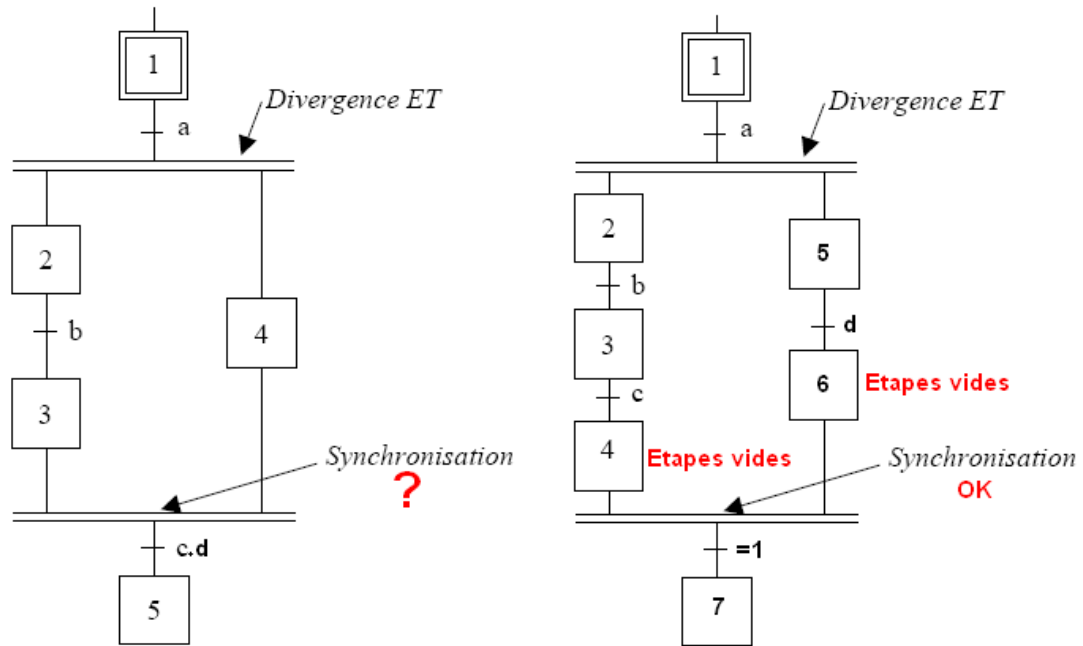 1
a
Divergence ET
2
b
4
3
Synchronisation
?
c.d
5
1
a
Divergence ET
2
5
b
d
3
6
Etapes vides
c
4
Etapes vides
Synchronisation
OK
=1
7